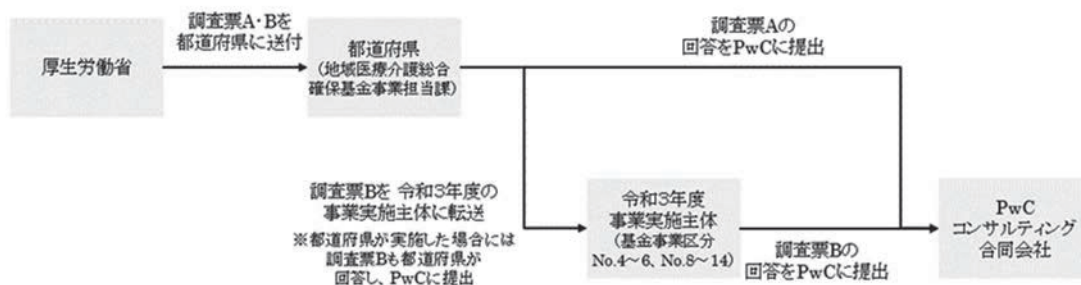 厚生労働省
調査票A・Bを
都道府県に送付
都道府県
(地域医療介護総合
確保基金事業担当課)
調査票Aの
回答をPwCに提出
調査票Bを 令和3年度の
事業実施主体に転送
※都道府県が実施した場合には
調査票Bも都道府県が
回答し、PwCに提出
令和3年度
事業実施主体
(基金事業区分
No.4~6、No.8~14)
調査票Bの
回答をPwCに提出
PwC
コンサルティング
合同会社